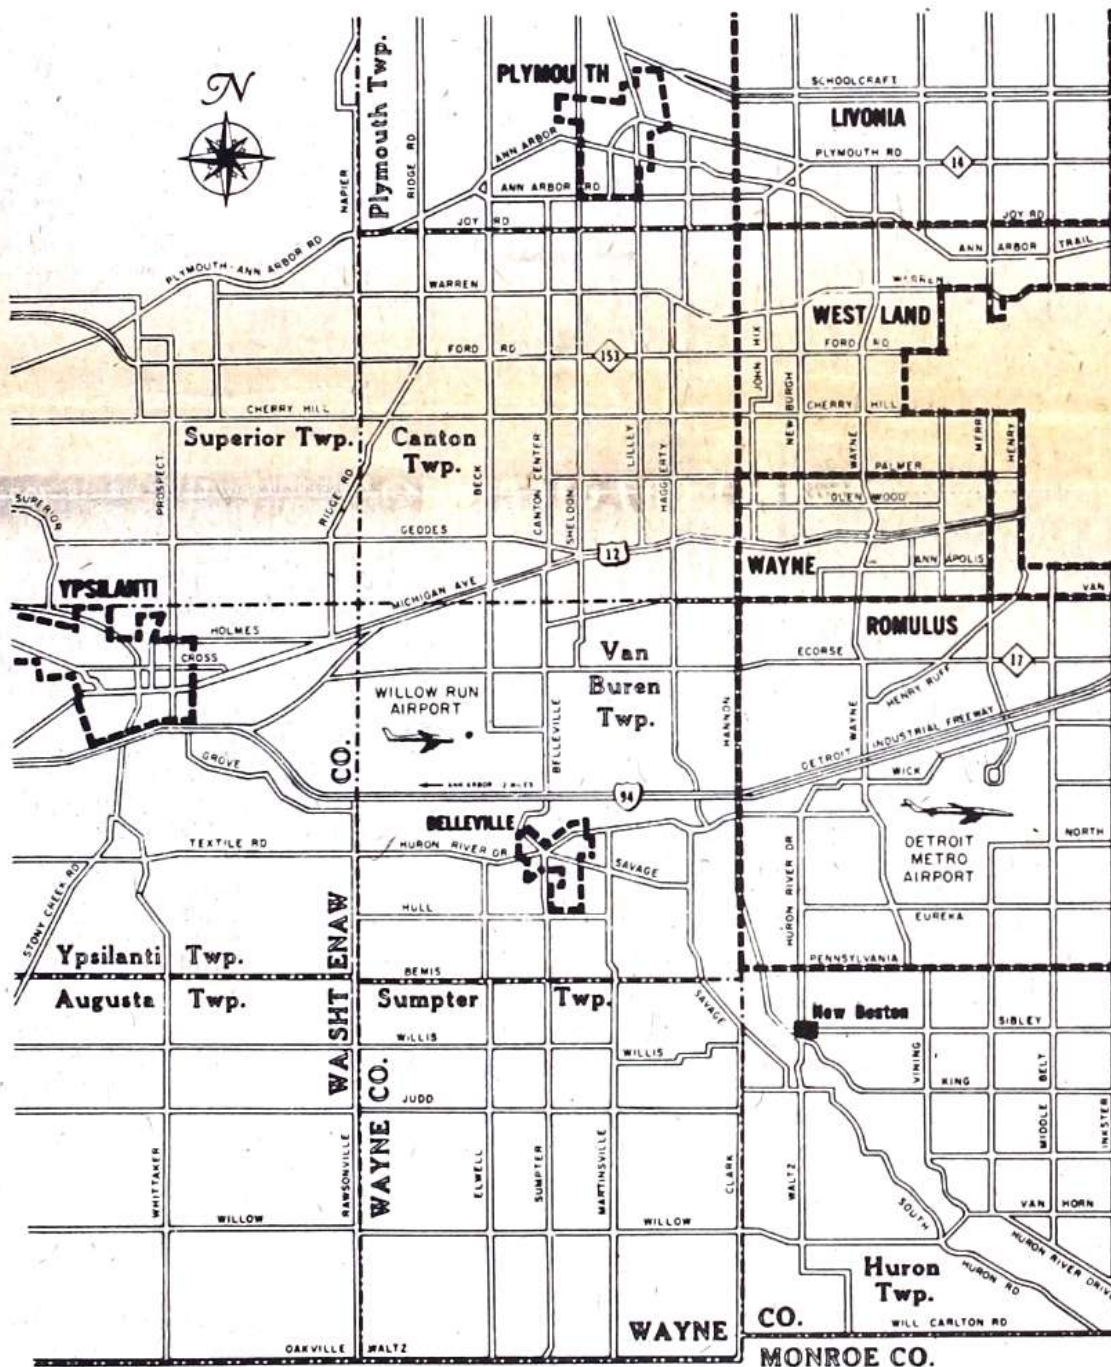 N
NAPIER
Plymouth Twp.
RIDGE RD
PLYMOUTH
SCHOOLCRAFT
LIVONIA
PLYMOUTH RD
14
ANN ARBOR
ANN ARBOR RD
JOY RD
JOY RD
ANN ARBOR TRAIL
PLYMOUTH-ANN ARBOR RD
WARREN
WARREN
WEST LAND
FORD RD
153
JOHN HIX
FORD RD
CHERRY HILL
NEW BURGH
CHERRY HILL
Superior Twp.
Canton
Twp.
CANTON CENTER
LILLEY
HAGGERTY
WAYNE
MERR
HENRY
PALMER
PROSPECT
RIDGE RD
BECK
SHELDON
GLEN WOOD
SUPERIOR
GEDDES
12
WAYNE
ANN APOLIS
YPSILANTI
MICHIGAN AVE
VAN
HOLMES
ROMULUS
CROSS
Van
Buren
Twp.
ECORSE
17
WILLOW RUN
AIRPORT
HANNON
HENRY RUFF
BELLEVILLE
WAYNE
DETROIT INDUSTRIAL FREEWAY
GROVE
CO.
WICK
94
BELLEVILLE
DETROIT
METRO
AIRPORT
NORTH
TEXTILE RD
HURON RIVER DR
SAVAGE
HURON RIVER DR
STONY CREEK RD
HULL
EUREKA
WASHT ENAW
Ypsilanti Twp.
PENNSYLVANIA
BEMIS
Augusta Twp.
Sumpter Twp.
SAVAGE
New Boston
SIBLEY
WILLIS
WILLIS
VINING
KING
BELT
MIDDLE
INKSTER
JUDD
WAYNE CO.
WHITTAKER
RAWSONVILLE
ELWELL
SUMPTER
MARTINSVILLE
CLARK
WALTZ
WILLOW
WILLOW
SOUTH
HURON RD
VAN HORN
HURON RIVER DRIVE
Huron
Twp.
WAYNE CO.
WILL CARLTON RD
OAKVILLE WALTZ
MONROE CO.